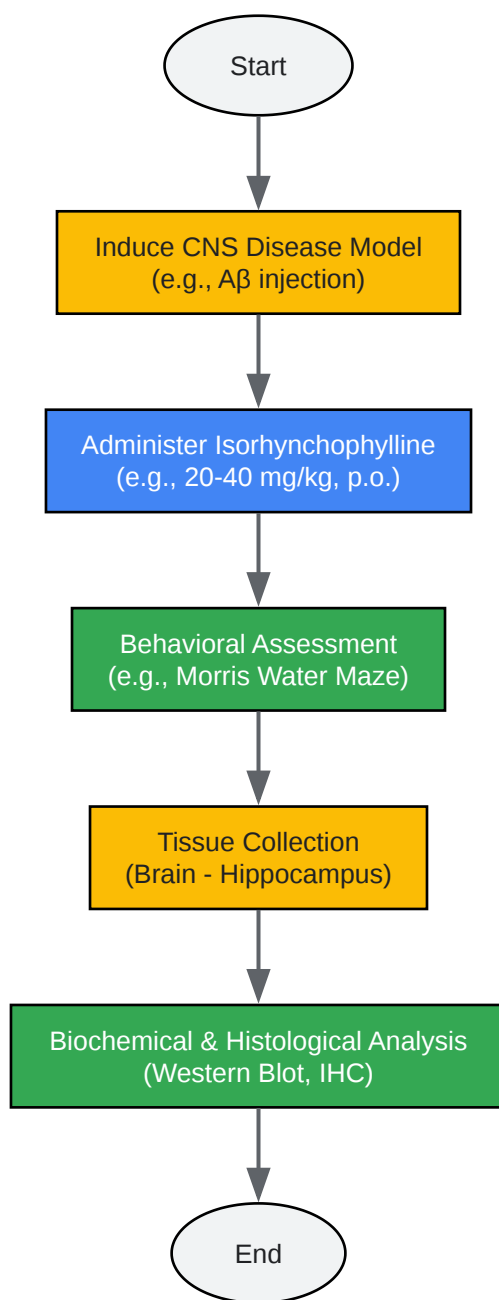 Start
Induce CNS Disease Model
(e.g., Aβ injection)
Administer Isorhynchophylline
(e.g., 20-40 mg/kg, p.o.)
Behavioral Assessment
(e.g., Morris Water Maze)
Tissue Collection
(Brain - Hippocampus)
Biochemical & Histological Analysis
(Western Blot, IHC)
End